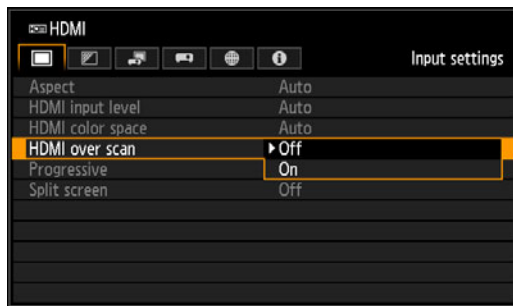 HDMI HDMI
Input settings
Aspect Auto
HDMI input level Auto
HDMI color space Auto
HDMI over scan Off
Progressive On
Split screen Off